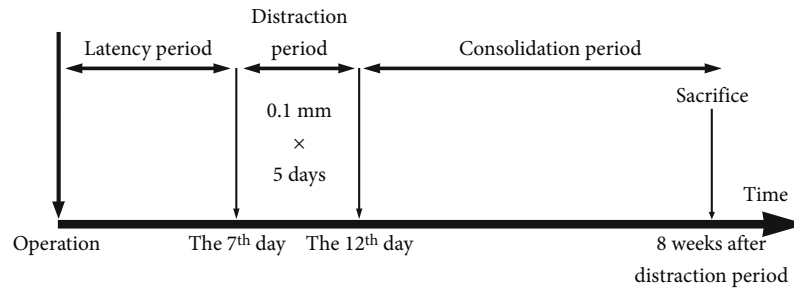 Latency period
Distraction
period
Consolidation period
0.1 mm
×
5 days
Sacrifice
Time
Operation
The 7th day
The 12th day
8 weeks after
distraction period